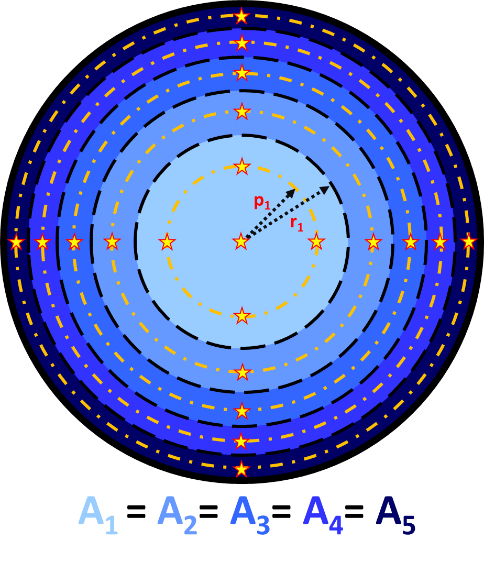 p1
r1
A1 = A2= A3= A4= A5